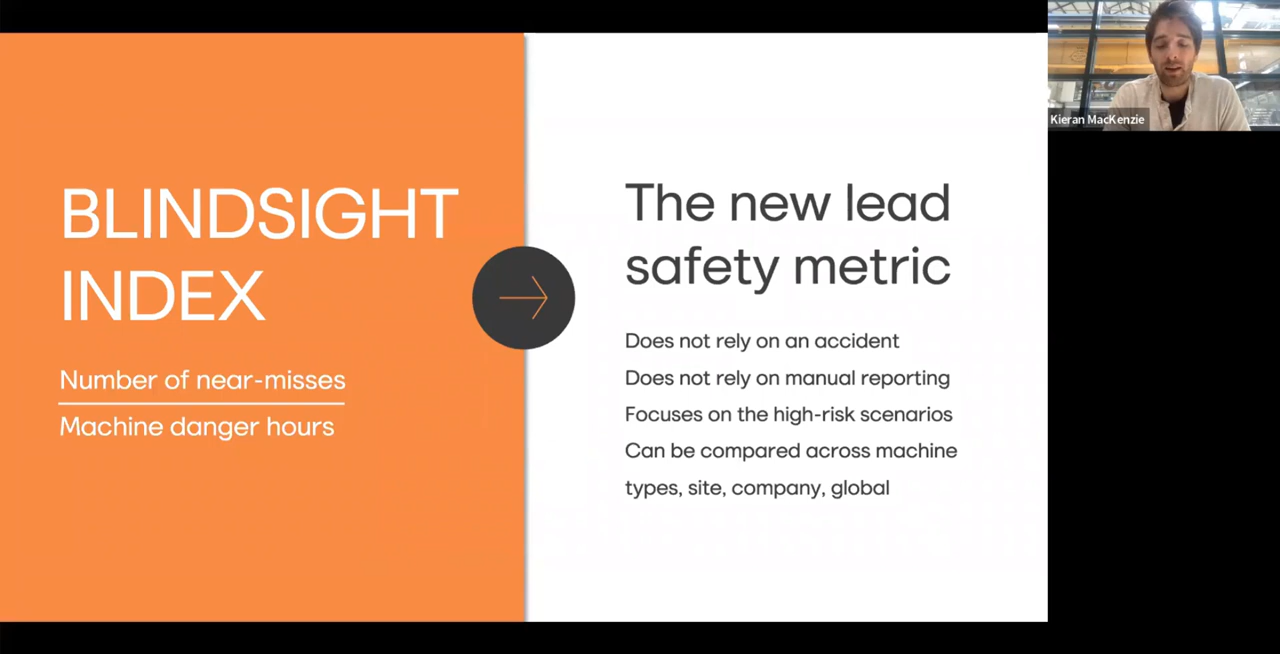 BLINDSIGHT
INDEX
Number of near-misses
Machine danger hours
The new lead
safety metric
Does not rely on an accident
Does not rely on manual reporting
Focuses on the high-risk scenarios
Can be compared across machine
types, site, company, global
Kieran MacKenzie